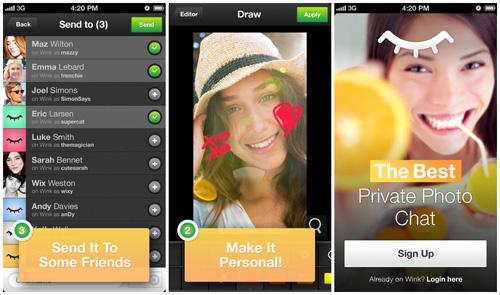 3G
4:20 PM
Back
Send to (3)
Send
Maz Wilton
on Wink as mazzy
Emma Lebard
on Wink as frenchie
Joel Simons
on Wink as SimonSays
Eric Larsen
on Wink as supercat
Luke Smith
on Wink as themagician
Sarah Bennet
on Wink as cutesarah
Wix Weston
on Wink as wixy
Andy Davies
on Wink as anDy
3
Send It To
Some Friends
3G
4:20 PM
Editor
Draw
Apply
XO
2
Make It
Personal!
3G
4:20 PM
The Best
Private Photo
Chat
Sign Up
Already on Wink? Login here